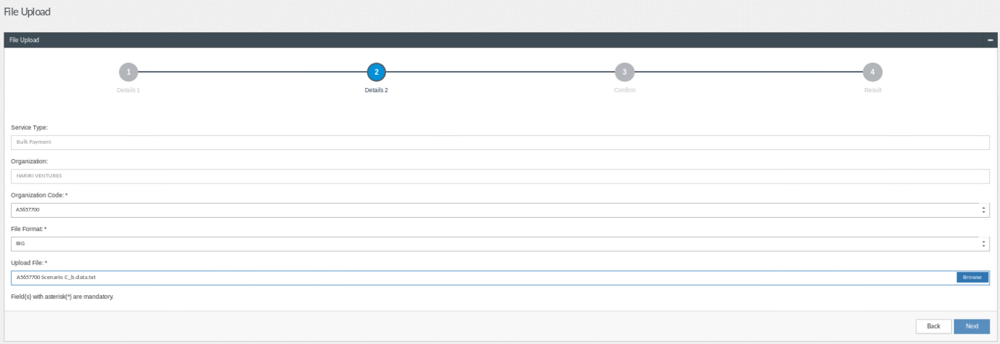 File Upload
File Upload
1 2 3 4
Details 1 Details 2 Confirm Result
Service Type:
Bulk Payment
Organization:
HARIRI VENTURES
Organization Code: *
A5657700
File Format: *
IBG
Upload File: *
A5657700 Scenario C_b.data.txt Browse
Field(s) with asterisk(*) are mandatory.
Back Next